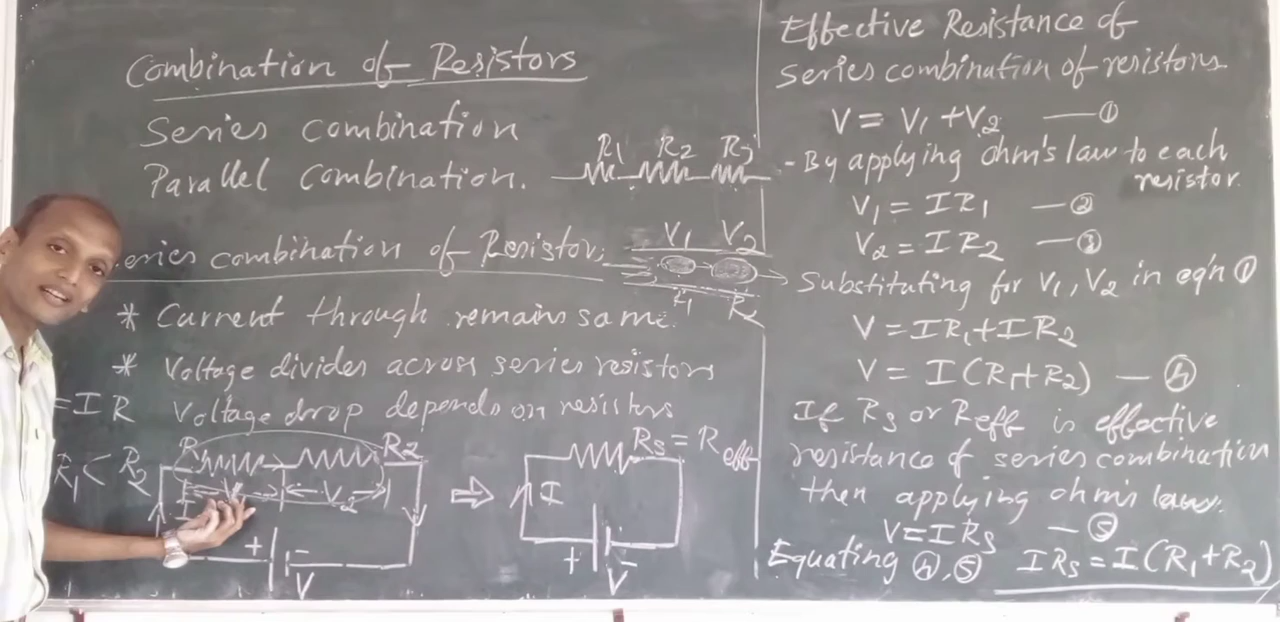 Combination of Resistors
Series combination
Parallel Combination.
R1 R2 R3
eries combination of Resistor,
V1 V2
R1 R2
* Current through remains same.
* Voltage divides across series resistors
=IR Voltage drop depends on resistors
R1 < R2
R1 R2
V1 V2
I
+ -
V
⇒
Rs = Reff
I
+ -
V
Effective Resistance of
series combination of resistors
V = V1 + V2 — ①
- By applying ohm's law to each
resistor.
V1 = IR1 — ②
V2 = IR2 — ③
Substituting for V1, V2 in eq'n ①
V = IR1 + IR2
V = I(R1+R2) — ④
If Rs or Reff is effective
resistance of series combination
then applying ohm's law.
V=IRs — ⑤
Equating ④,⑤ IRs = I(R1+R2)